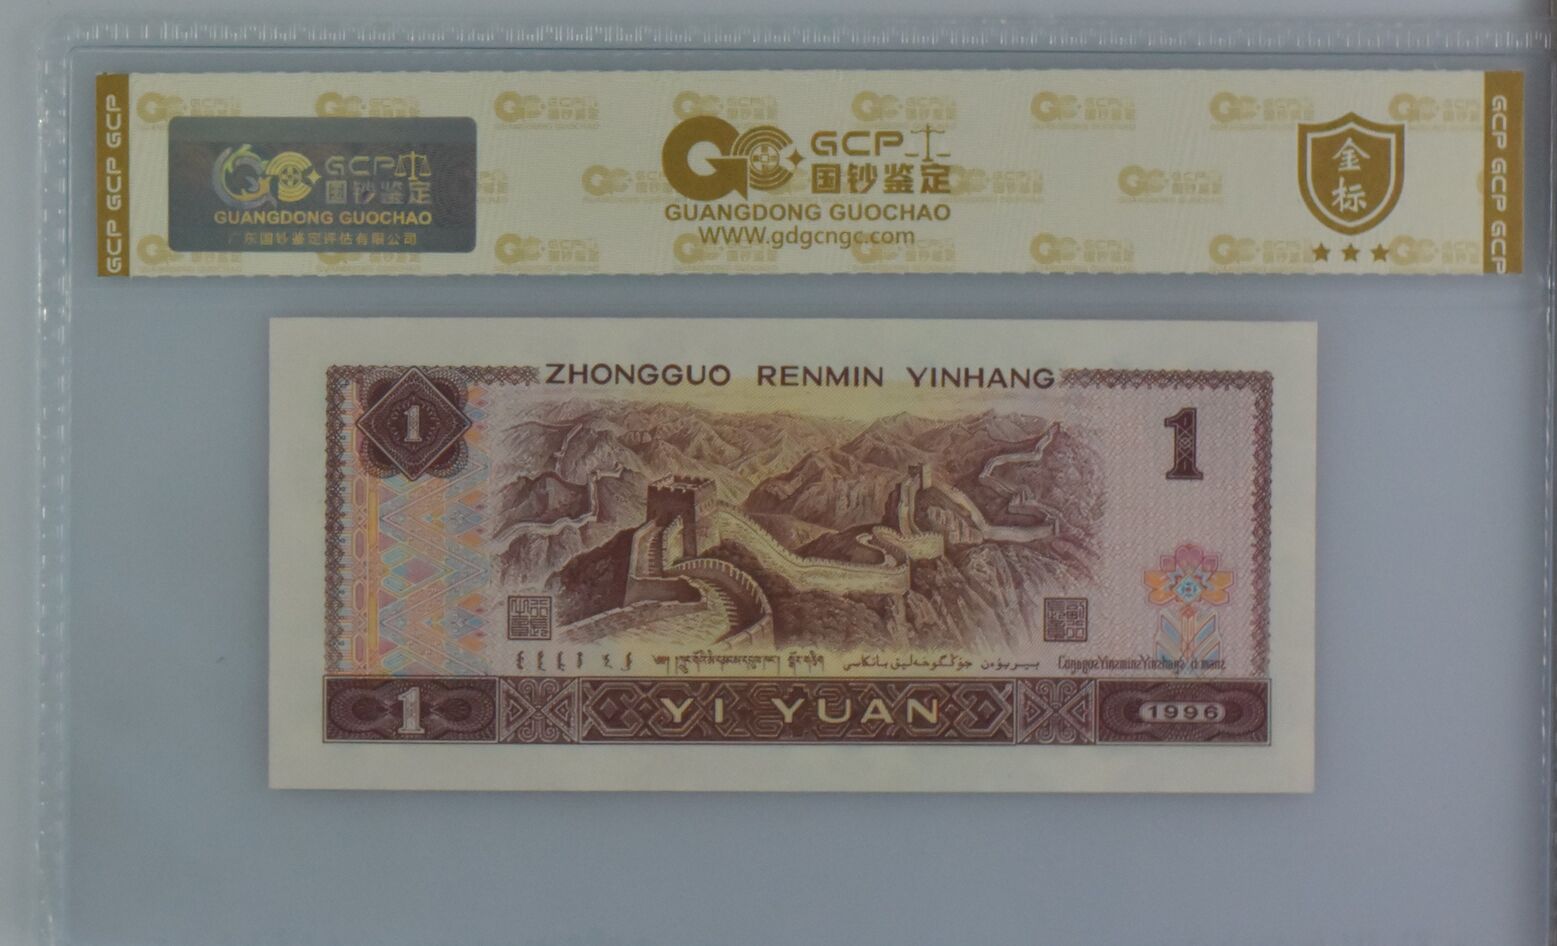 GCP GCP GCP
GCP
国钞鉴定
GUANGDONG GUOCHAO
广东国钞鉴定评估有限公司
GCP
国钞鉴定
GUANGDONG GUOCHAO
WWW.gdgcngc.com
金标
GCP GCP GCP
ZHONGGUO RENMIN YINHANG
1
1
1
YI YUAN
1996